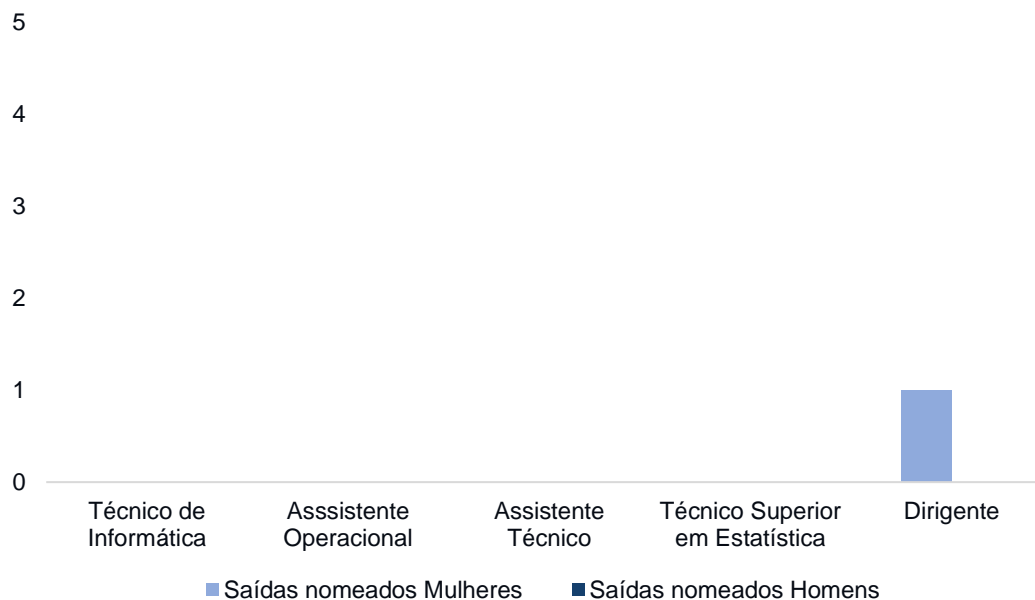 5
4
3
2
1
0
Técnico de
Informática
Asssistente
Operacional
Assistente
Técnico
Técnico Superior
em Estatística
Dirigente
Saídas nomeados Mulheres
Saídas nomeados Homens